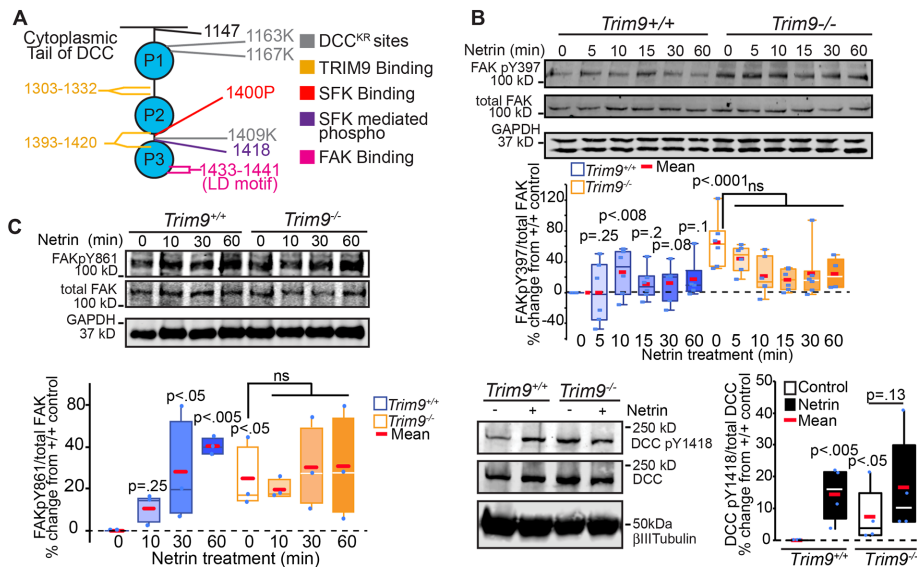 A
Cytoplasmic
Tail of DCC
1147
1163K
1167K
P1
1303-1332
P2
1400P
1393-1420
1409K
1418
P3
1433-1441
(LD motif)
DCCKR sites
TRIM9 Binding
SFK Binding
SFK mediated
phospho
FAK Binding
B
Trim9+/+ Trim9-/-
Netrin (min) 0 5 10 15 30 60 0 5 10 15 30 60
FAK pY397
100 kD
total FAK
100 kD
GAPDH
37 kD
Trim9+/+ Mean
Trim9-/-
p<.0001 ns
p<.008
p=.25 p=.2 p=.08 p=.1
FAKpY397/total FAK
% change from +/+ control
120
80
40
0
-40
0 5 10 15 30 60 0 5 10 15 30 60
Netrin treatment (min)
C
Trim9+/+ Trim9-/-
Netrin (min) 0 10 30 60 0 10 30 60
FAKpY861
100 kD
total FAK
100 kD
GAPDH
37 kD
Trim9+/+
Trim9-/-
Mean
ns
p<.05
p<.005
p<.05
p=.25
FAKpY861/total FAK
% change from +/+ control
80
60
40
20
0
0 10 30 60 0 10 30 60
Netrin treatment (min)
Trim9+/+ Trim9-/-
- + - + Netrin
250 kD
DCC pY1418
250 kD
DCC
50kDa
βIIITubulin
Control
Netrin
Mean
p=.13
p<.005
p<.05
DCC pY1418/total DCC
% change from +/+ control
50
40
30
20
10
0
Trim9+/+ Trim9-/-